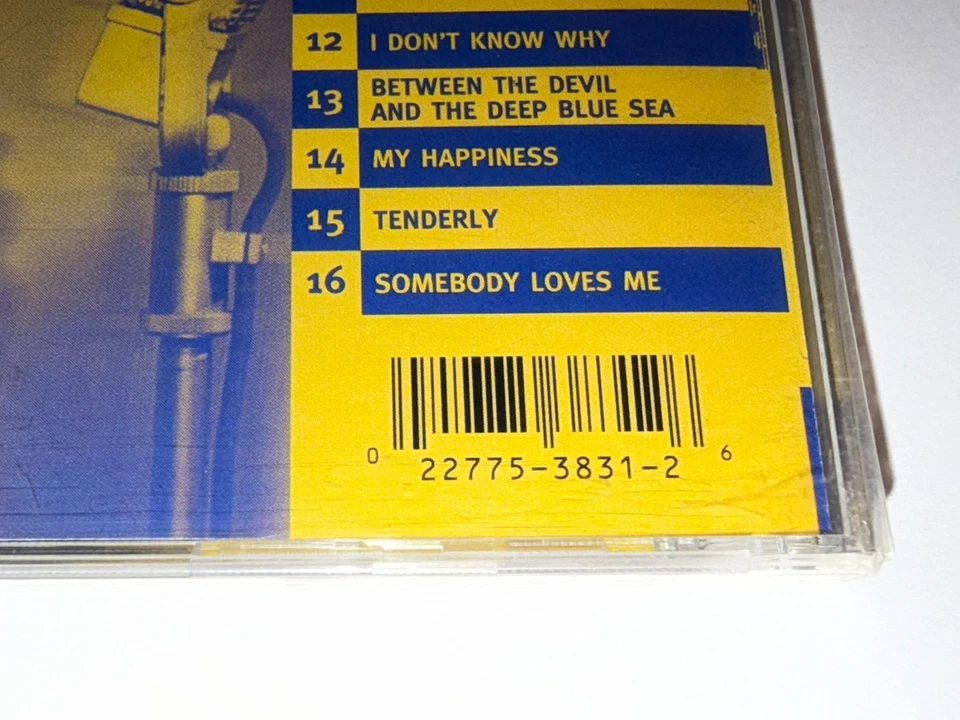 12 I DON'T KNOW WHY
13 BETWEEN THE DEVIL
AND THE DEEP BLUE SEA
14 MY HAPPINESS
15 TENDERLY
16 SOMEBODY LOVES ME
0 22775-3831-2 6